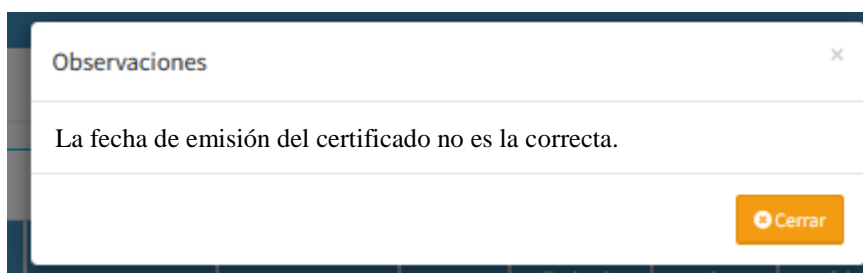 Observaciones
×
La fecha de emisión del certificado no es la correcta.
Cerrar